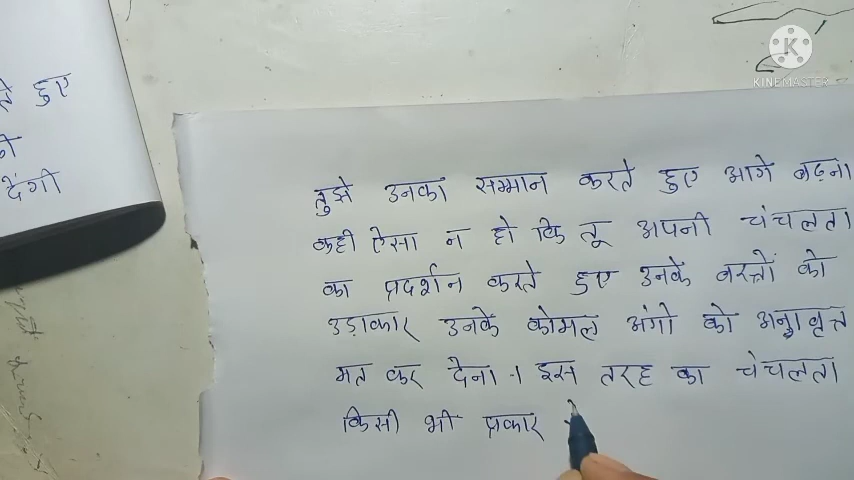 ते हुए
देंगी
KINEMASTER
तुझे उनका सम्मान करते हुए आगे बढ़ना
कही ऐसा न हो कि तू अपनी चंचलता
का प्रदर्शन करते हुए उनके वस्त्रों को
उड़ाकार उनके कोमल अंगो को अनावृत्त
मत कर देना । इस तरह का चंचलता
किसी भी प्रकार